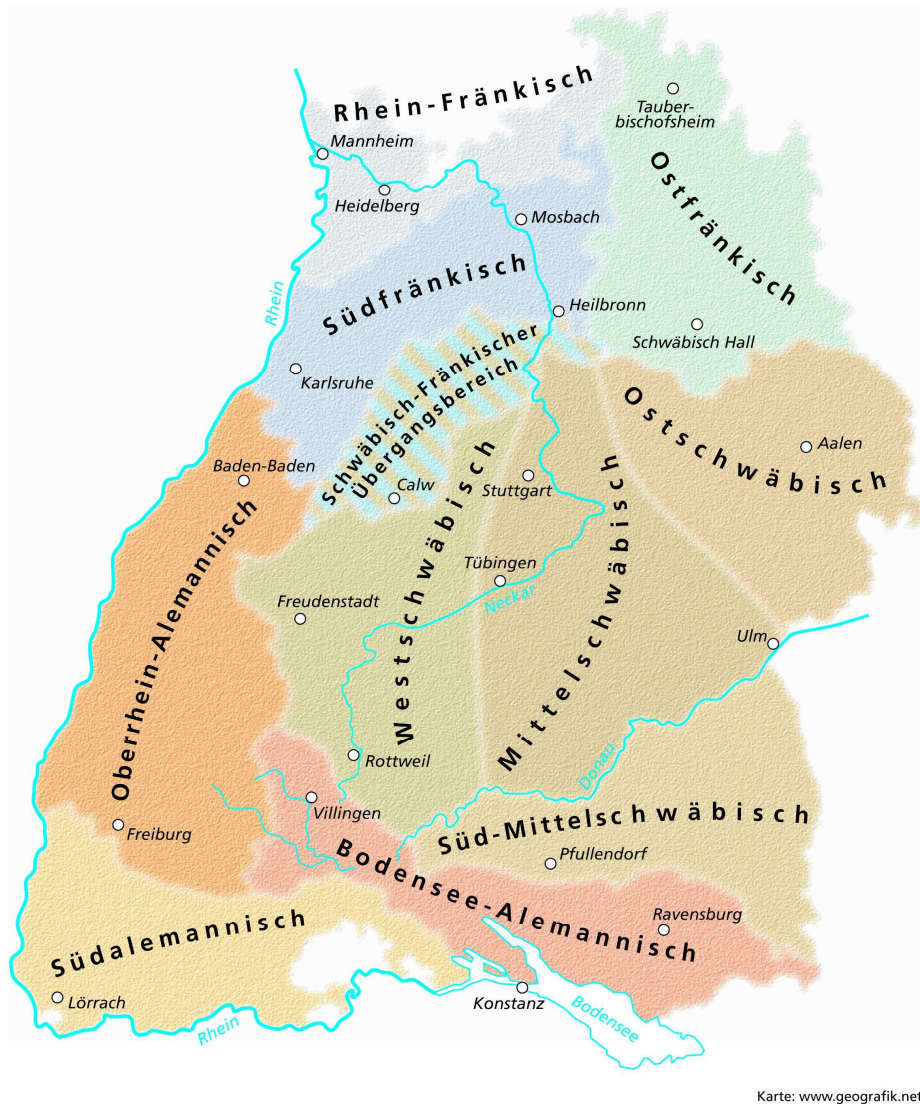 Rhein-Fränkisch
Tauber-
bischofsheim
Mannheim
Heidelberg
Ostfränkisch
Mosbach
Südfränkisch
Rhein
Heilbronn
Schwäbisch Hall
Schwäbisch-Fränkischer
Übergangsbereich
Karlsruhe
Ostschwäbisch
Aalen
Baden-Baden
Calw
Stuttgart
Westschwäbisch
Mittelschwäbisch
Oberrhein-Alemannisch
Tübingen
Neckar
Freudenstadt
Ulm
Rottweil
Donau
Villingen
Freiburg
Süd-Mittelschwäbisch
Pfullendorf
Bodensee-Alemannisch
Ravensburg
Südalemannisch
Lörrach
Konstanz
Bodensee
Rhein
Karte: www.geografik.net